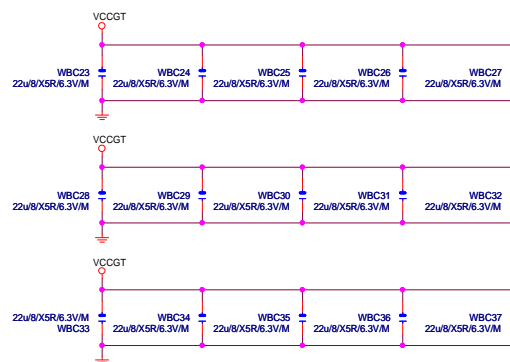 VCCGT
WBC23 WBC24 WBC25 WBC26 WBC27
22u/8/X5R/6.3V/M 22u/8/X5R/6.3V/M 22u/8/X5R/6.3V/M 22u/8/X5R/6.3V/M 22u/8/X5R/6.3V/M
VCCGT
WBC28 WBC29 WBC30 WBC31 WBC32
22u/8/X5R/6.3V/M 22u/8/X5R/6.3V/M 22u/8/X5R/6.3V/M 22u/8/X5R/6.3V/M 22u/8/X5R/6.3V/M
VCCGT
22u/8/X5R/6.3V/M WBC34 WBC35 WBC36 WBC37
WBC33 22u/8/X5R/6.3V/M 22u/8/X5R/6.3V/M 22u/8/X5R/6.3V/M 22u/8/X5R/6.3V/M